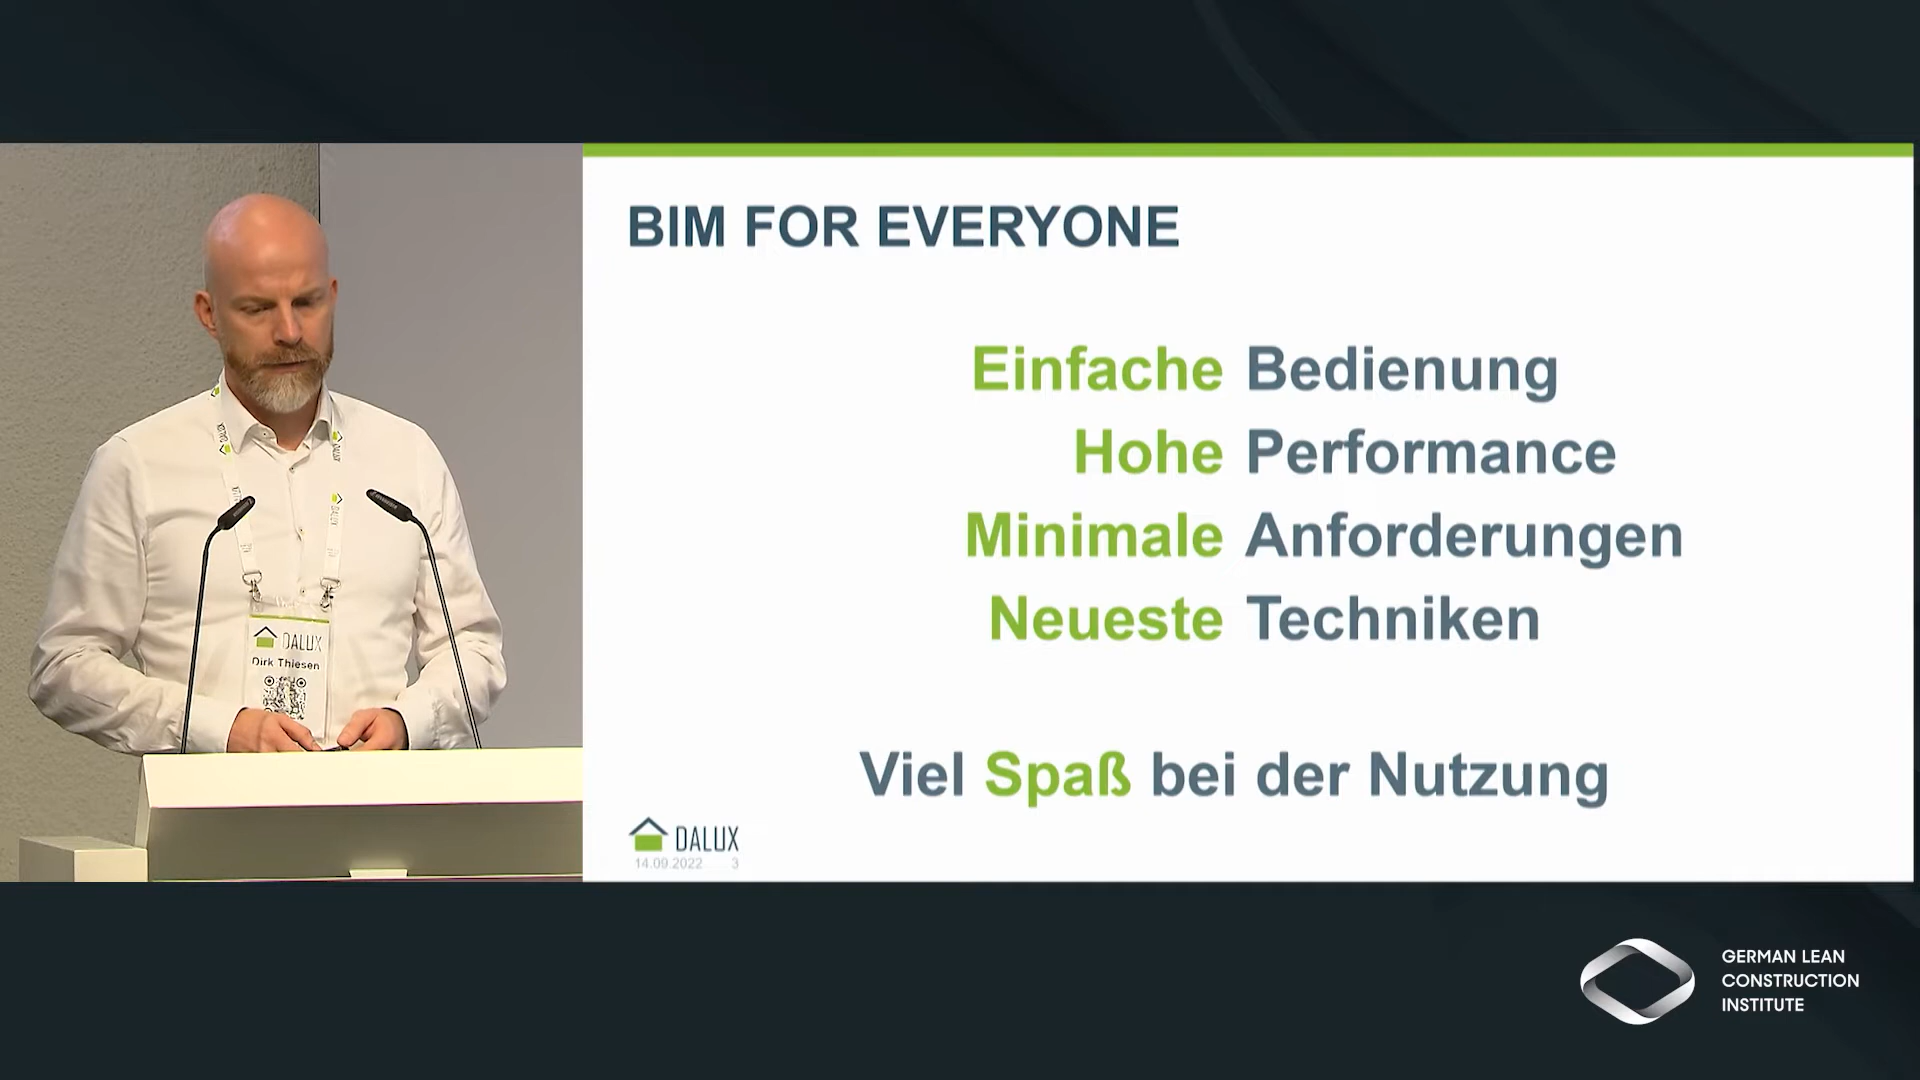 BIM FOR EVERYONE
Einfache Bedienung
Hohe Performance
Minimale Anforderungen
Neueste Techniken
Viel Spaß bei der Nutzung
DALUX
14.09.2022 3
DALUX
Dirk Thiesen
GERMAN LEAN
CONSTRUCTION
INSTITUTE